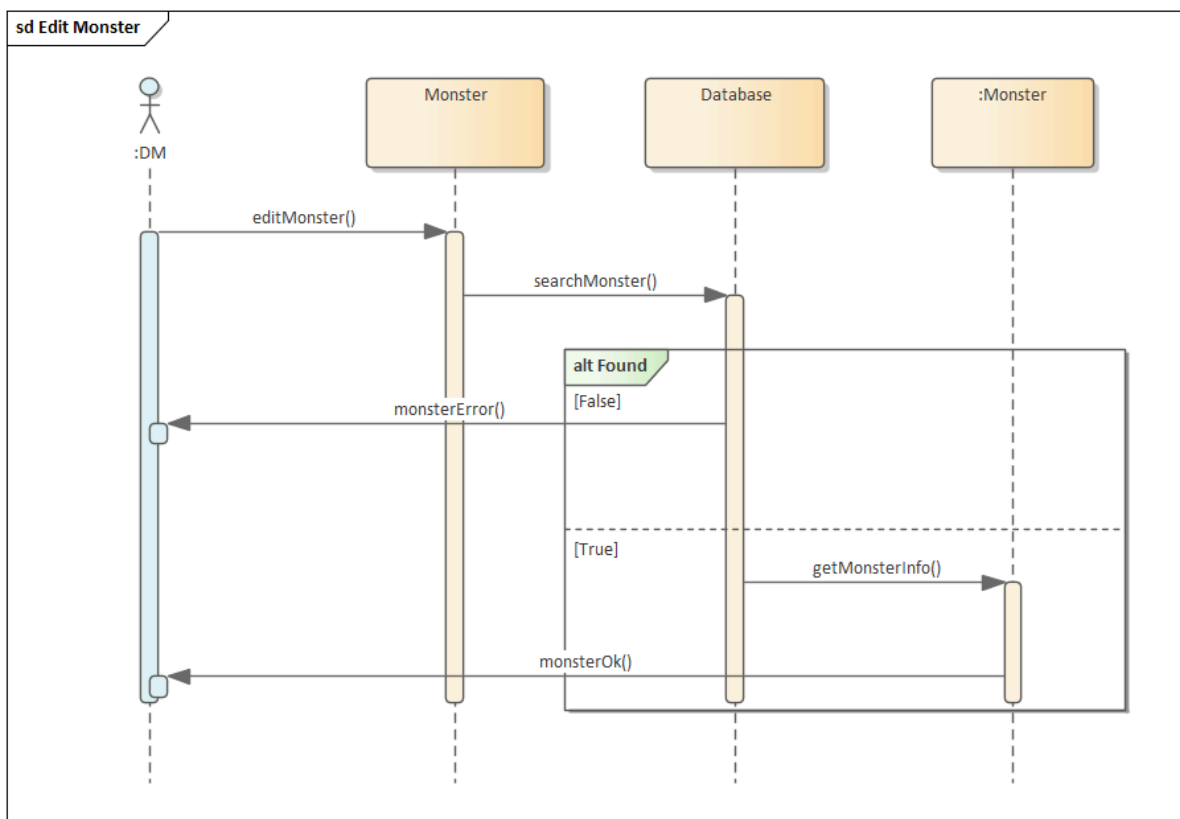 sd Edit Monster
Monster
Database
:Monster
:DM
editMonster()
searchMonster()
alt Found
[False]
monsterError()
[True]
getMonsterInfo()
monsterOk()